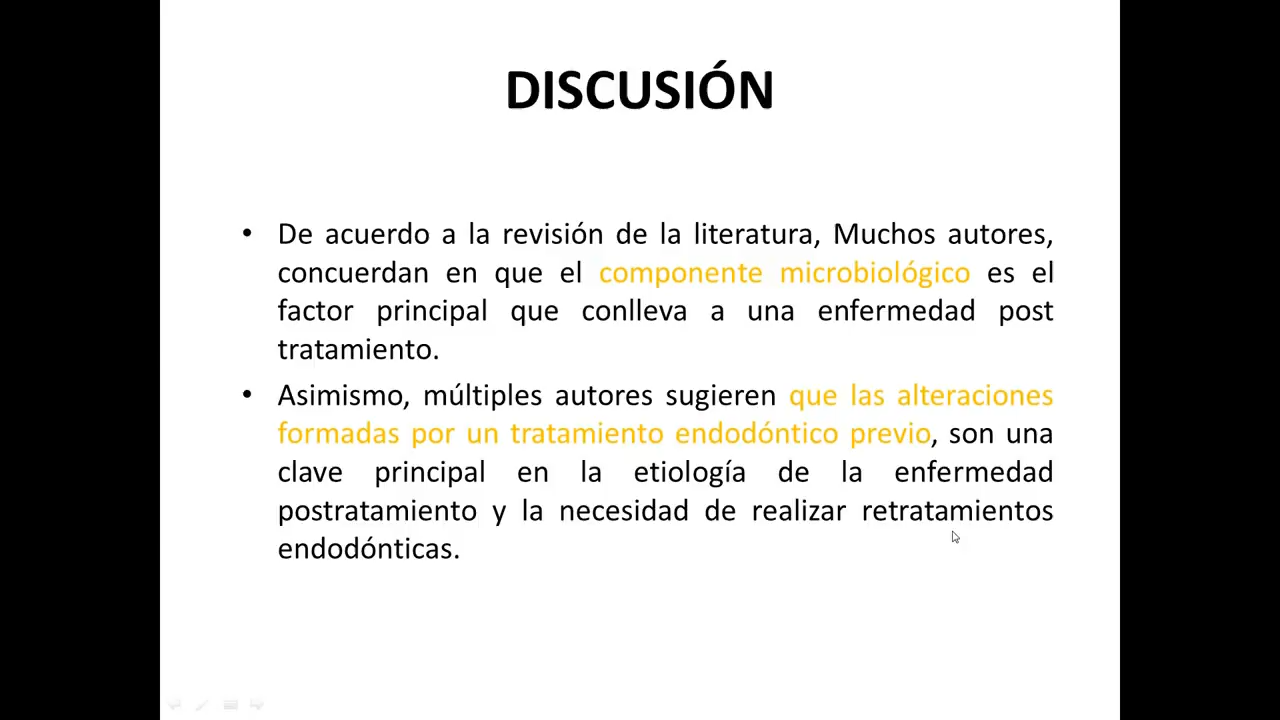 DISCUSIÓN
• De acuerdo a la revisión de la literatura, Muchos autores,
concuerdan en que el componente microbiológico es el
factor principal que conlleva a una enfermedad post
tratamiento.
• Asimismo, múltiples autores sugieren que las alteraciones
formadas por un tratamiento endodóntico previo, son una
clave principal en la etiología de la enfermedad
postratamiento y la necesidad de realizar retratamientos
endodónticas.